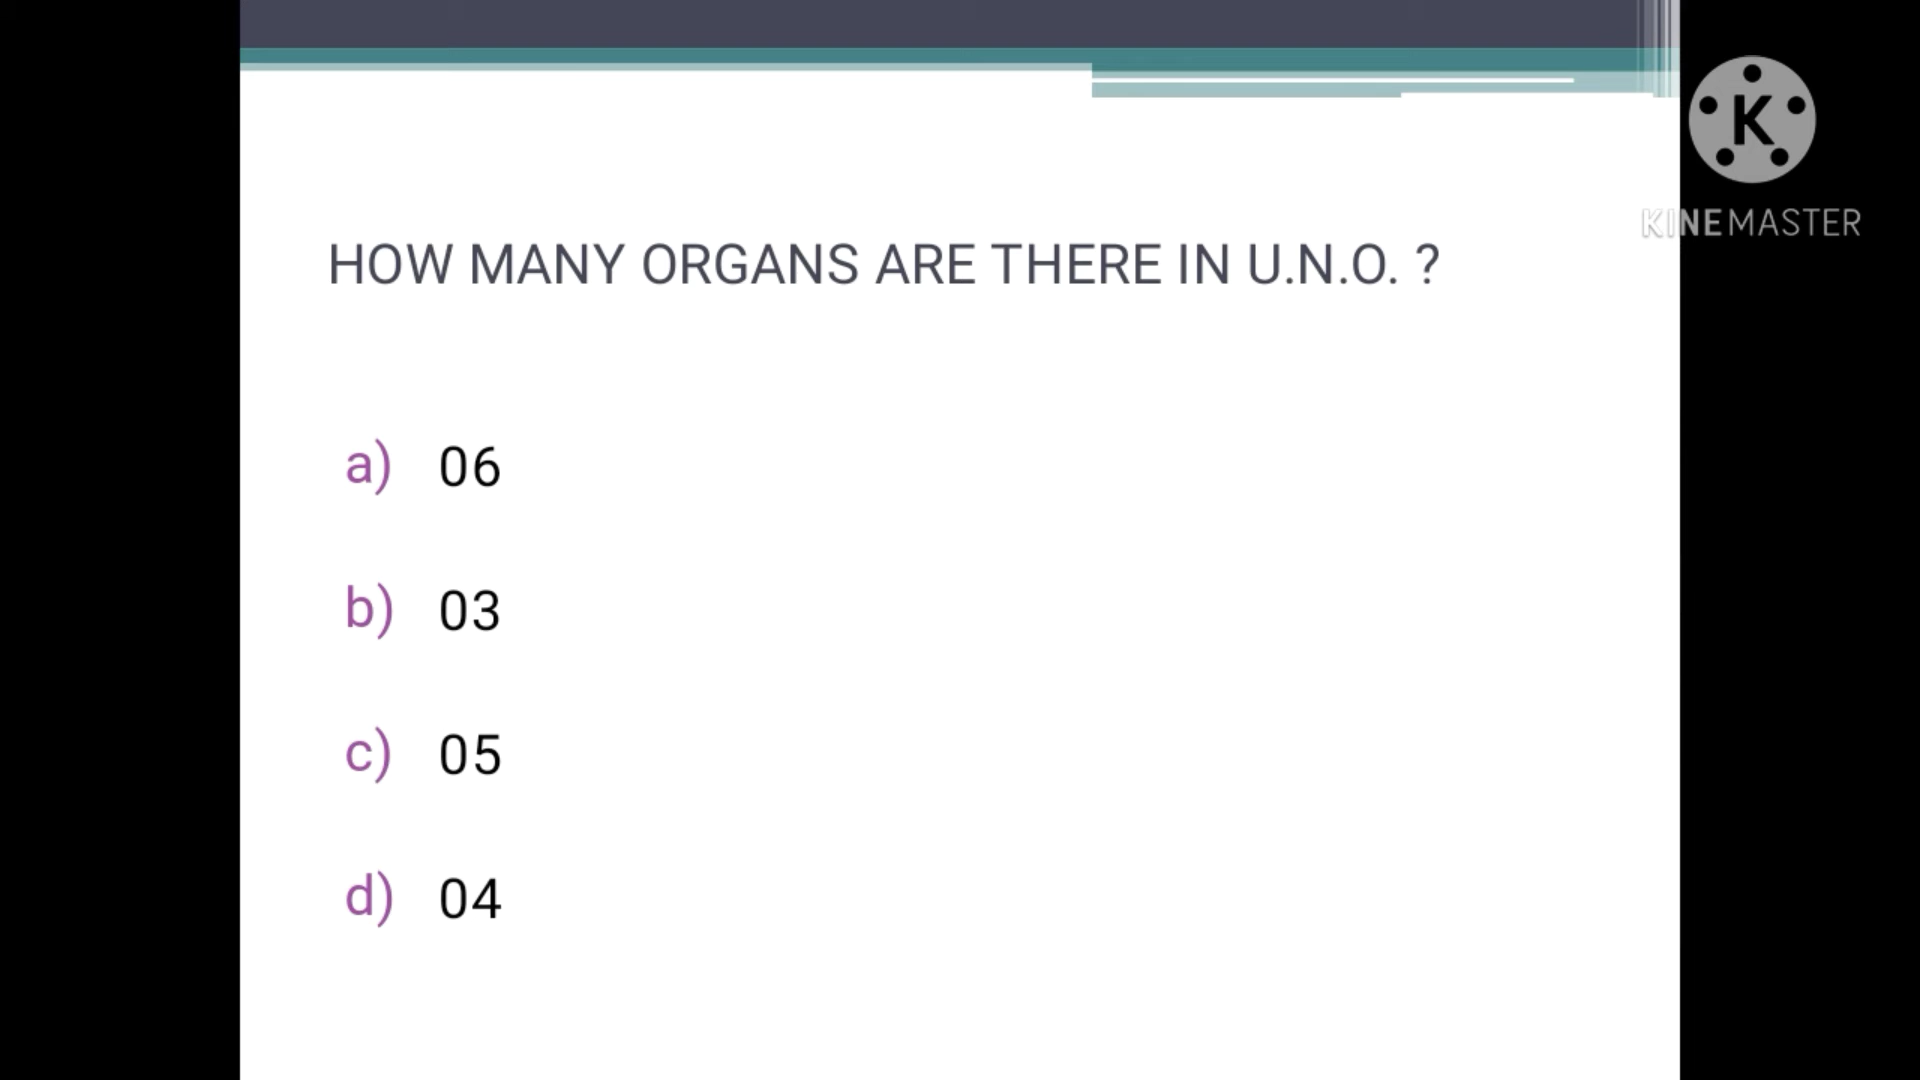 K
KINEMASTER
HOW MANY ORGANS ARE THERE IN U.N.O. ?
a) 06
b) 03
c) 05
d) 04